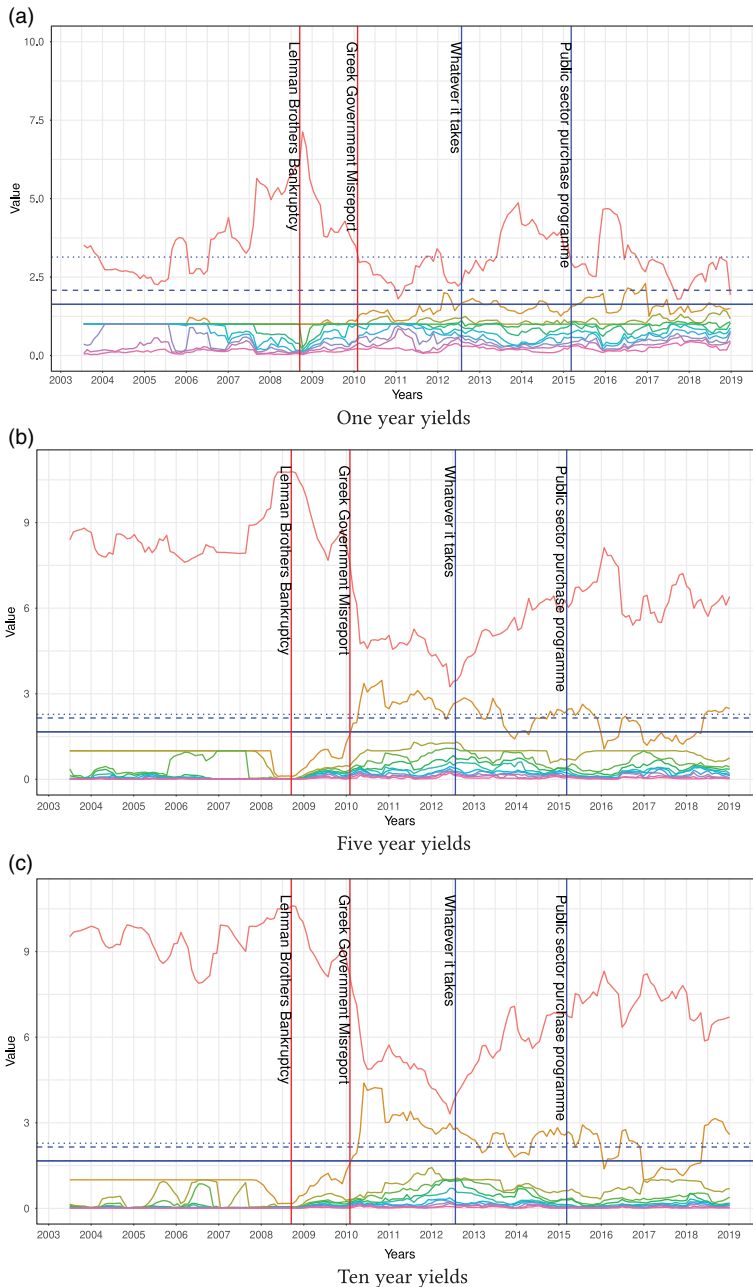 (a)
10.0
7.5
5.0
2.5
0.0
Value
Lehman Brothers Bankruptcy
Greek Government Misreport
Whatever it takes
Public sector purchase programme
2003 2004 2005 2006 2007 2008 2009 2010 2011 2012 2013 2014 2015 2016 2017 2018 2019
Years
One year yields
(b)
9
6
3
0
Value
Lehman Brothers Bankruptcy
Greek Government Misreport
Whatever it takes
Public sector purchase programme
2003 2004 2005 2006 2007 2008 2009 2010 2011 2012 2013 2014 2015 2016 2017 2018 2019
Years
Five year yields
(c)
9
6
3
0
Value
Lehman Brothers Bankruptcy
Greek Government Misreport
Whatever it takes
Public sector purchase programme
2003 2004 2005 2006 2007 2008 2009 2010 2011 2012 2013 2014 2015 2016 2017 2018 2019
Years
Ten year yields